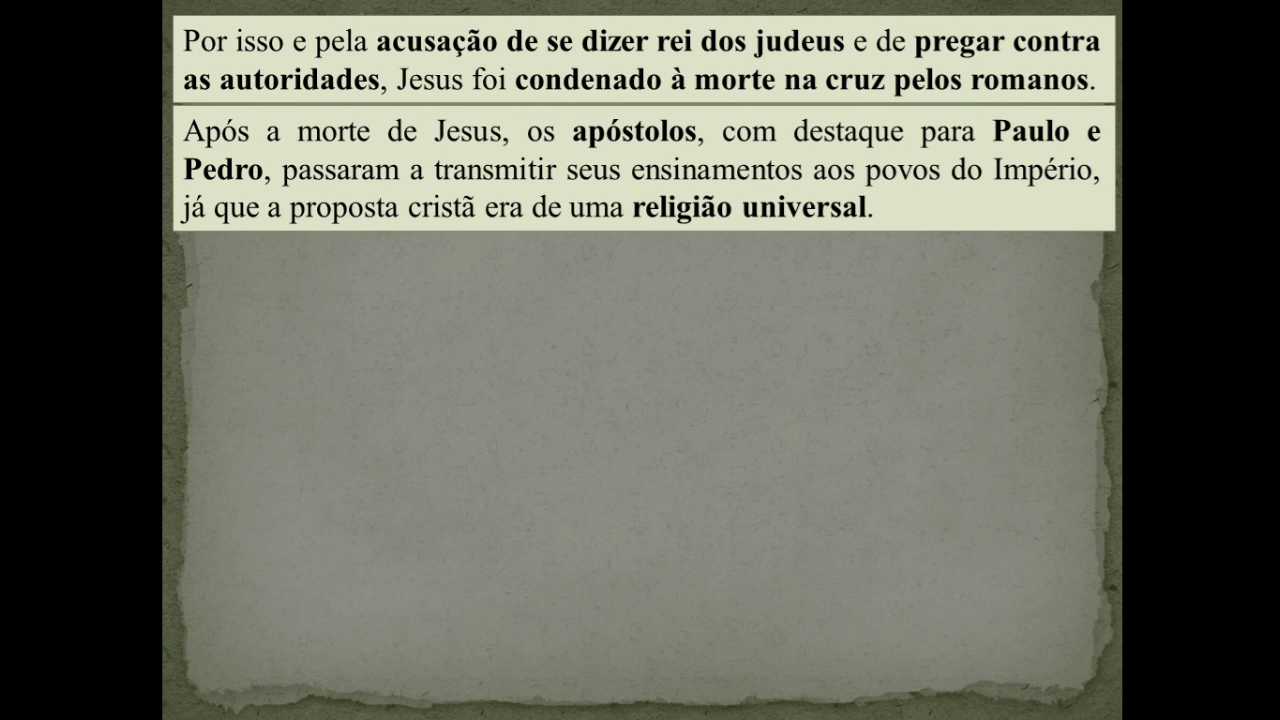 Por isso e pela acusação de se dizer rei dos judeus e de pregar contra
as autoridades, Jesus foi condenado à morte na cruz pelos romanos.
Após a morte de Jesus, os apóstolos, com destaque para Paulo e
Pedro, passaram a transmitir seus ensinamentos aos povos do Império,
já que a proposta cristã era de uma religião universal.